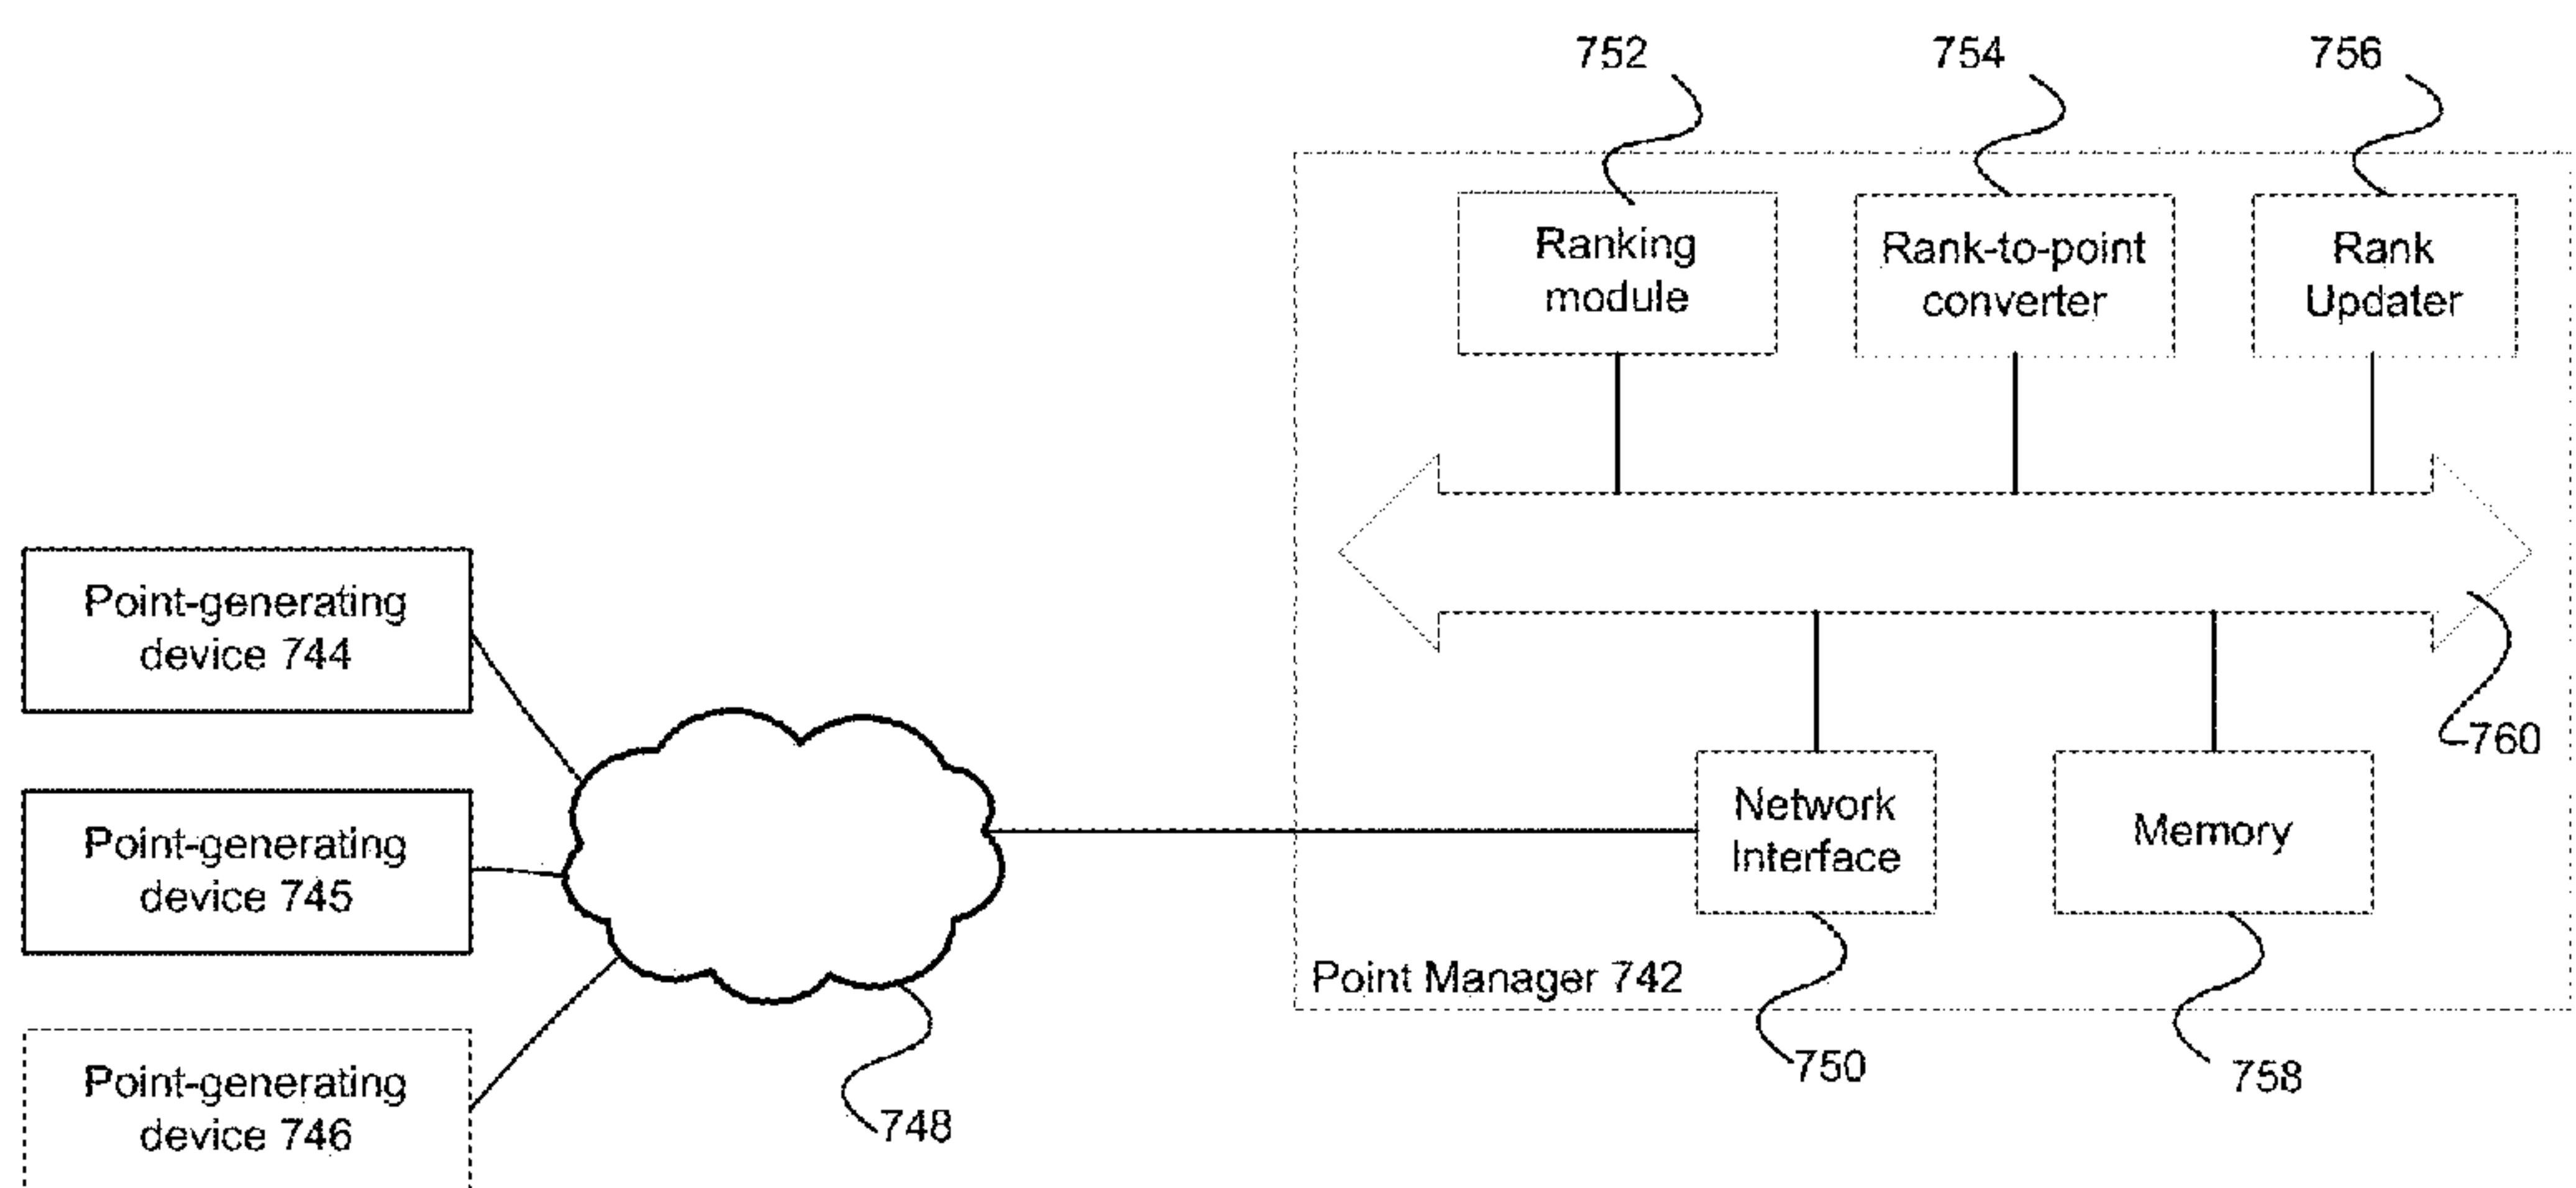 752
754
756
Ranking
module
Rank-to-point
converter
Rank
Updater
Point-generating
device 744
Point-generating
device 745
Point-generating
device 746
748
Network
Interface
Memory
760
Point Manager 742
750
758